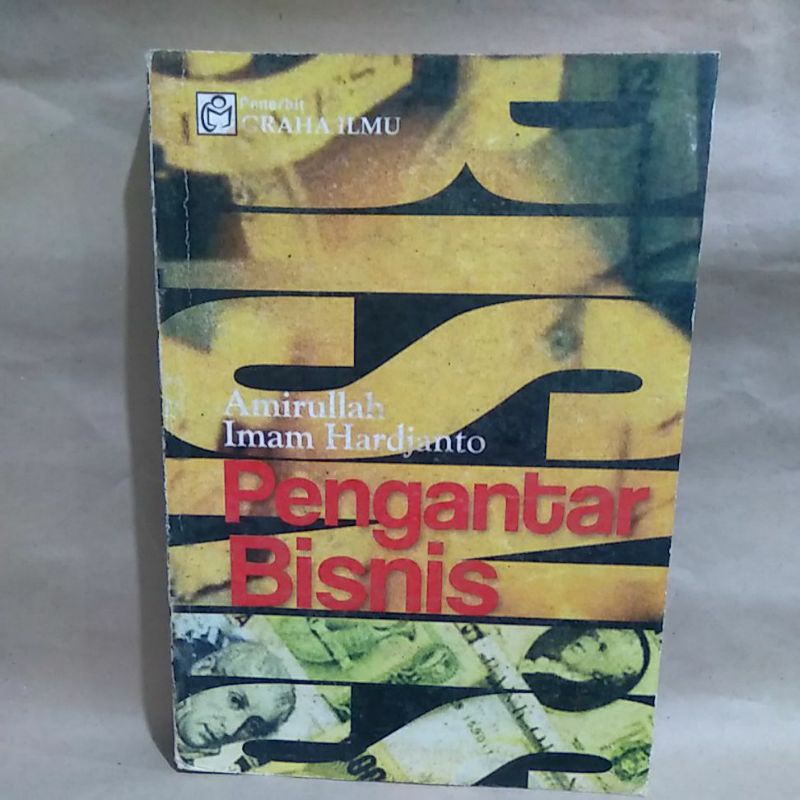 Penerbit
GRAHA ILMU
Amirullah
Imam Hardjanto
Pengantar
Bisnis